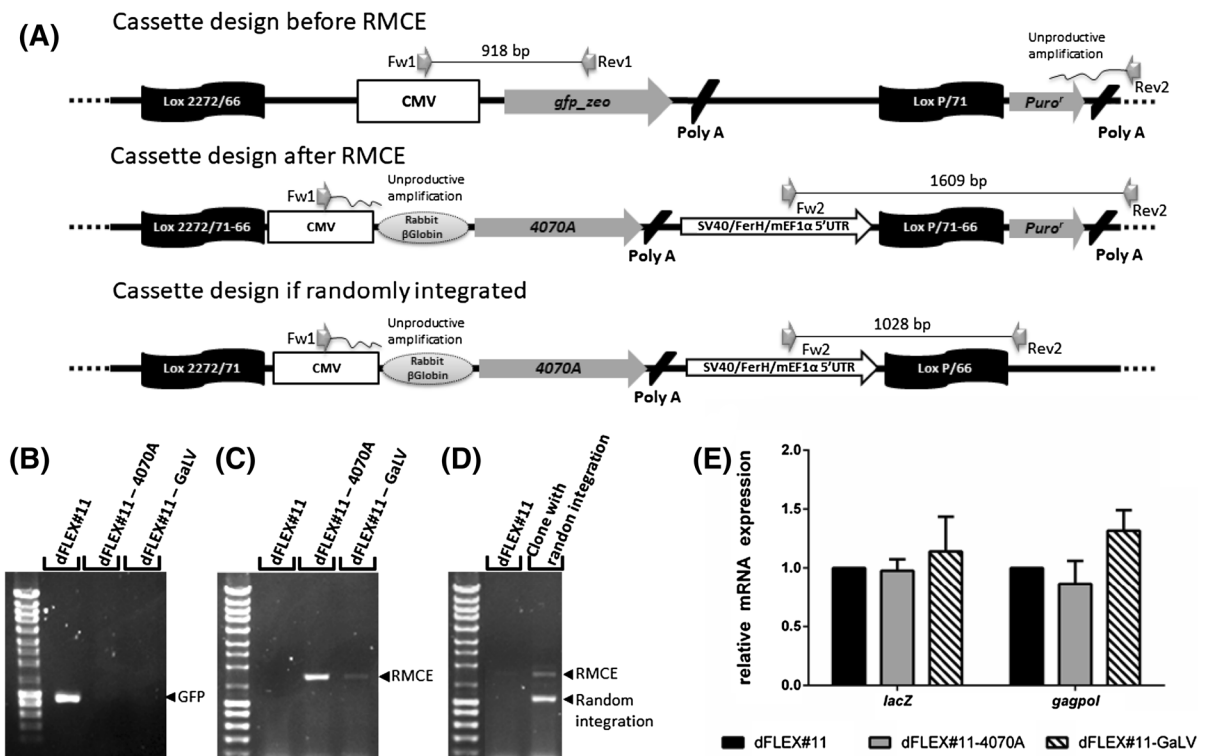 (A)
Cassette design before RMCE
Fw1
918 bp
Rev1
Unproductive
amplification
Rev2
Lox 2272/66
CMV
gfp_zeo
Poly A
Lox P/71
Puroʳ
Poly A
Cassette design after RMCE
Fw1
Unproductive
amplification
1609 bp
Fw2
Rev2
Lox 2272/71-66
CMV
Rabbit
βGlobin
4070A
Poly A
SV40/FerH/mEF1α 5'UTR
Lox P/71-66
Puroʳ
Poly A
Cassette design if randomly integrated
Fw1
Unproductive
amplification
1028 bp
Fw2
Rev2
Lox 2272/71
CMV
Rabbit
βGlobin
4070A
Poly A
SV40/FerH/mEF1α 5'UTR
Lox P/66
(B)
dFLEX#11
dFLEX#11–4070A
dFLEX#11–GaLV
GFP
(C)
dFLEX#11
dFLEX#11–4070A
dFLEX#11–GaLV
RMCE
(D)
dFLEX#11
Clone with
randon integration
RMCE
Random
integration
(E)
relative mRNA expression
2.0
1.5
1.0
0.5
0.0
lacZ
gagpol
dFLEX#11
dFLEX#11-4070A
dFLEX#11-GaLV